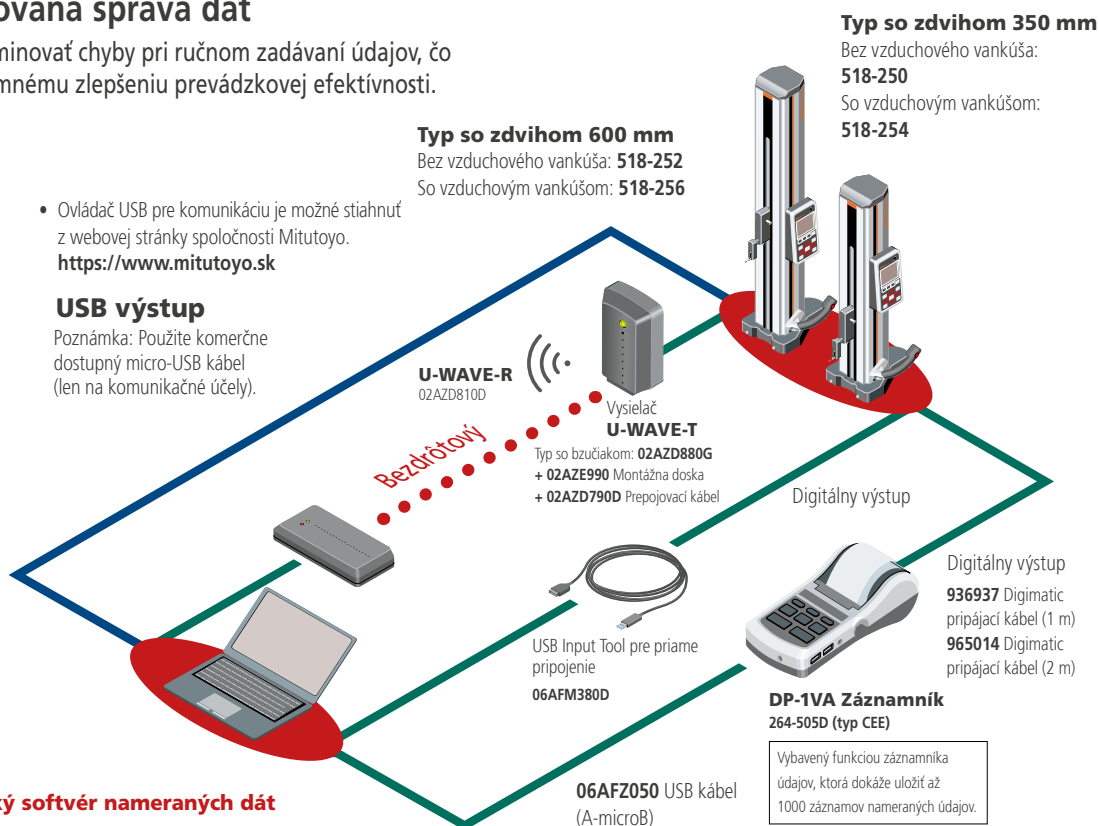 správa dát
chyby pri ručnom zadávaní údajov, čo
zlepšeniu prevádzkovej efektívnosti.
Typ so zdvihom 350 mm
Bez vzduchového vankúša:
518-250
So vzduchovým vankúšom:
518-254
Typ so zdvihom 600 mm
Bez vzduchového vankúša: 518-252
So vzduchovým vankúšom: 518-256
• Ovládač USB pre komunikáciu je možné stiahnuť
z webovej stránky spoločnosti Mitutoyo.
https://www.mitutoyo.sk
USB výstup
Poznámka: Použite komerčne
dostupný micro-USB kábel
(len na komunikačné účely).
U-WAVE-R
02AZD810D
Bezdrôtový
Vysielač
U-WAVE-T
Typ so bzučiakom: 02AZD880G
+ 02AZE990 Montážna doska
+ 02AZD790D Prepojovací kábel
Digitálny výstup
USB Input Tool pre priame
pripojenie
06AFM380D
Digitálny výstup
936937 Digimatic
pripájací kábel (1 m)
965014 Digimatic
pripájací kábel (2 m)
DP-1VA Záznamník
264-505D (typ CEE)
Vybavený funkciou záznamníka
údajov, ktorá dokáže uložiť až
1000 záznamov nameraných údajov.
06AFZ050 USB kábel
(A-microB)
softvér nameraných dát